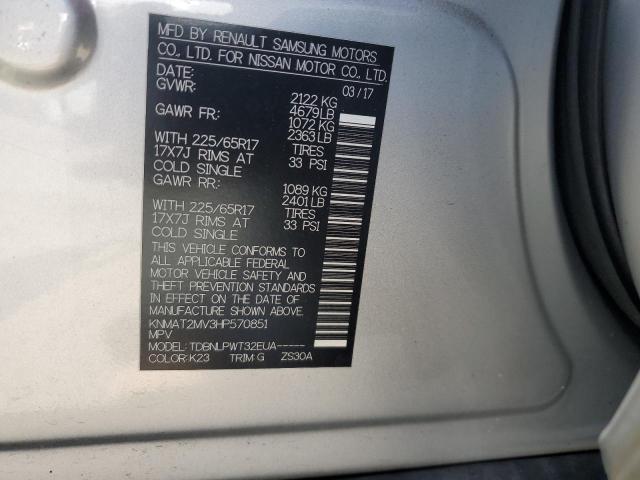 MFD BY RENAULT SAMSUNG MOTORS
CO., LTD. FOR NISSAN MOTOR CO., LTD.
DATE: 03/17
GVWR: 2122 KG
4679 LB
GAWR FR: 1072 KG
2363 LB
WITH 225/65R17 TIRES
17X7J RIMS AT 33 PSI
COLD SINGLE
GAWR RR: 1089 KG
2401 LB
WITH 225/65R17 TIRES
17X7J RIMS AT 33 PSI
COLD SINGLE
THIS VEHICLE CONFORMS TO
ALL APPLICABLE FEDERAL
MOTOR VEHICLE SAFETY AND
THEFT PREVENTION STANDARDS
IN EFFECT ON THE DATE OF
MANUFACTURE SHOWN ABOVE.
KNMAT2MV3HP570851
MPV
MODEL: TDBNLPWT32EUA-----
COLOR: K23 TRIM G ZS30A